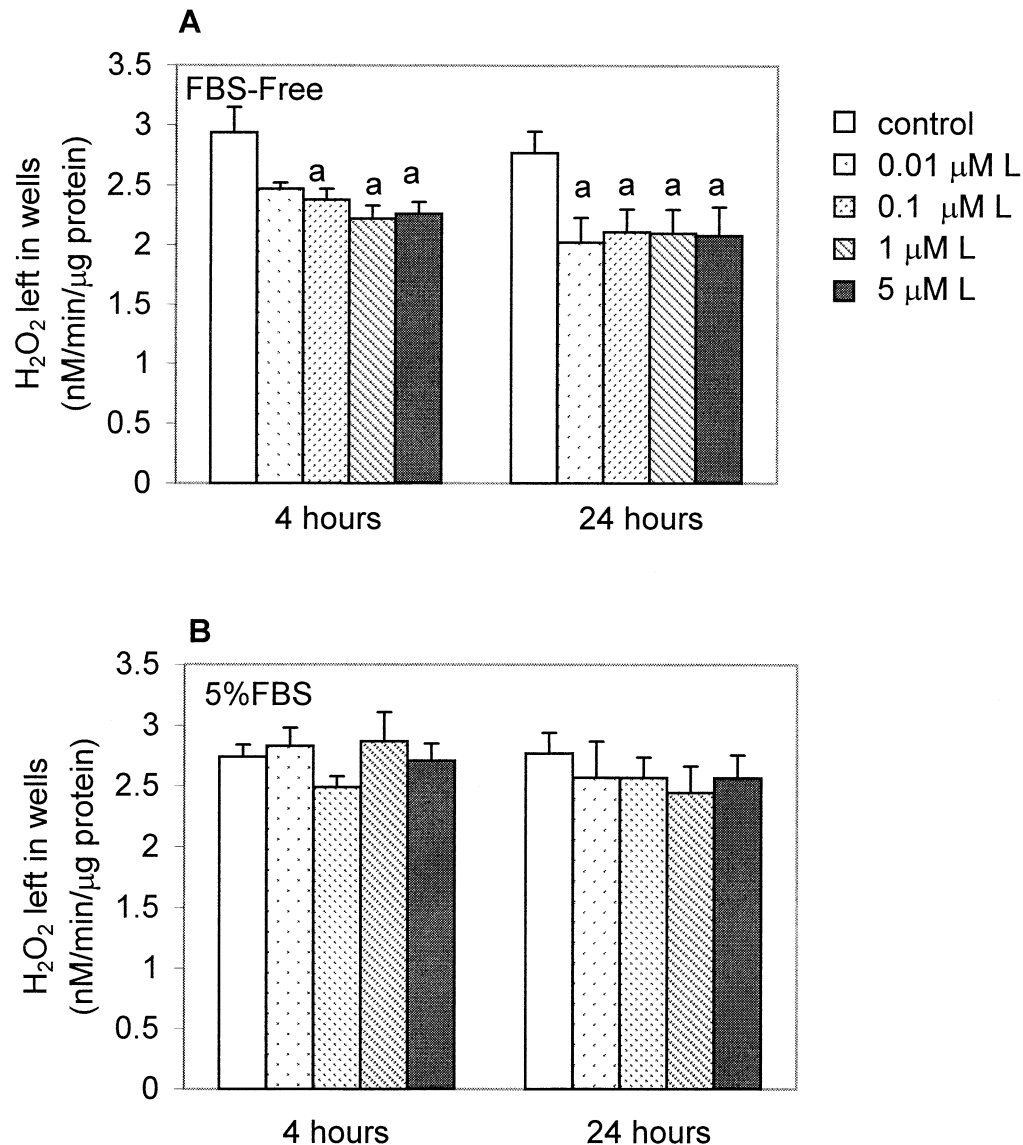 A
FBS-Free
H₂O₂ left in wells
(nM/min/μg protein)
3.5
3
2.5
2
1.5
1
0.5
0
a a a
a a a a
4 hours 24 hours
control
0.01 μM L
0.1 μM L
1 μM L
5 μM L
B
5%FBS
H₂O₂ left in wells
(nM/min/μg protein)
3.5
3
2.5
2
1.5
1
0.5
0
4 hours 24 hours